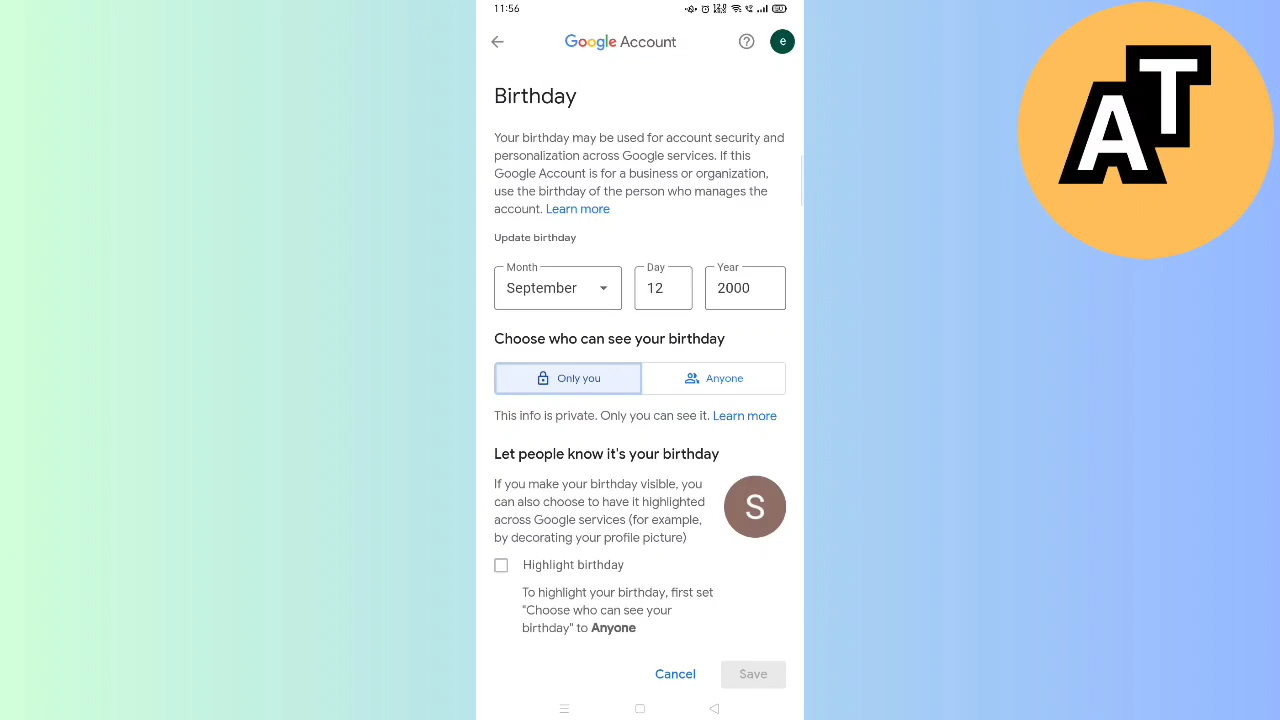 11:56
Google Account
e
Birthday
Your birthday may be used for account security and
personalization across Google services. If this
Google Account is for a business or organization,
use the birthday of the person who manages the
account. Learn more
Update birthday
Month
Day
Year
September
12
2000
Choose who can see your birthday
Only you
Anyone
This info is private. Only you can see it. Learn more
Let people know it's your birthday
If you make your birthday visible, you
can also choose to have it highlighted
across Google services (for example,
by decorating your profile picture)
S
Highlight birthday
To highlight your birthday, first set
"Choose who can see your
birthday" to Anyone
Cancel
Save
AT